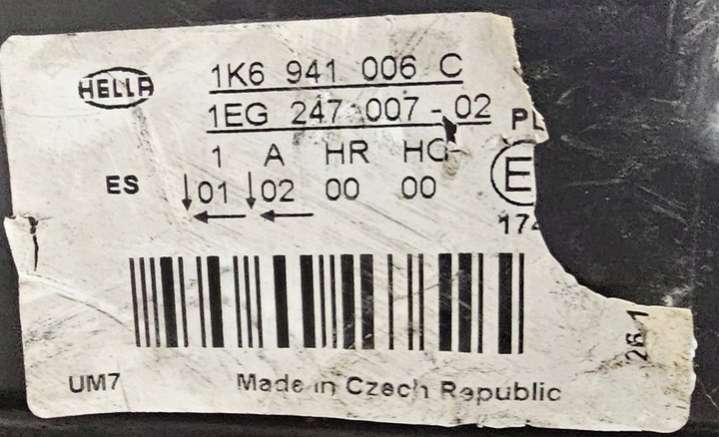 HELLA
1K6 941 006 C
1EG 247 007-02
PL
1 A HR HC
E
ES ↓01 ↓02 00 00
← ←
174
26.1
UM7 Made in Czech Republic